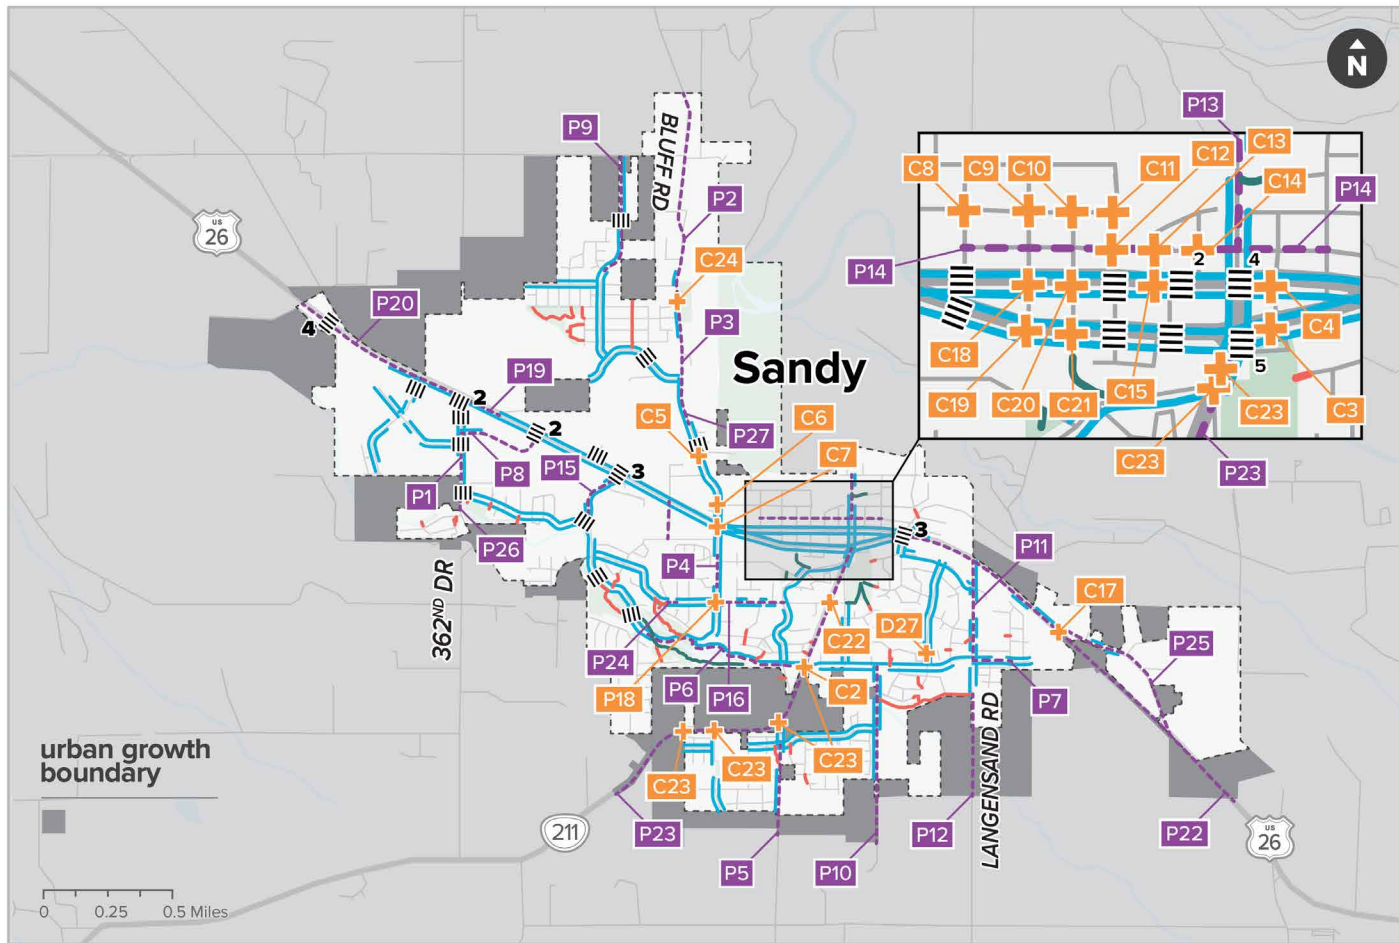 N
P13
P9
BLUFF RD
C13
C12
C8
C9
C10
C11
C14
P14
P2
US
26
C24
P14
2
4
P20
4
P3
C4
C18
Sandy
P19
5
2
C19
C20
C21
C15
C23
C3
C6
C5
P27
2
C7
C23
P15
P8
3
P23
P1
3
P26
P11
P4
362ND DR
C17
D27
C22
P24
P25
P18
P6
P16
C2
P7
LANGENSAND RD
urban growth
boundary
C23
C23
C23
211
P23
P12
P22
US
26
P5
P10
0
0.25
0.5 Miles